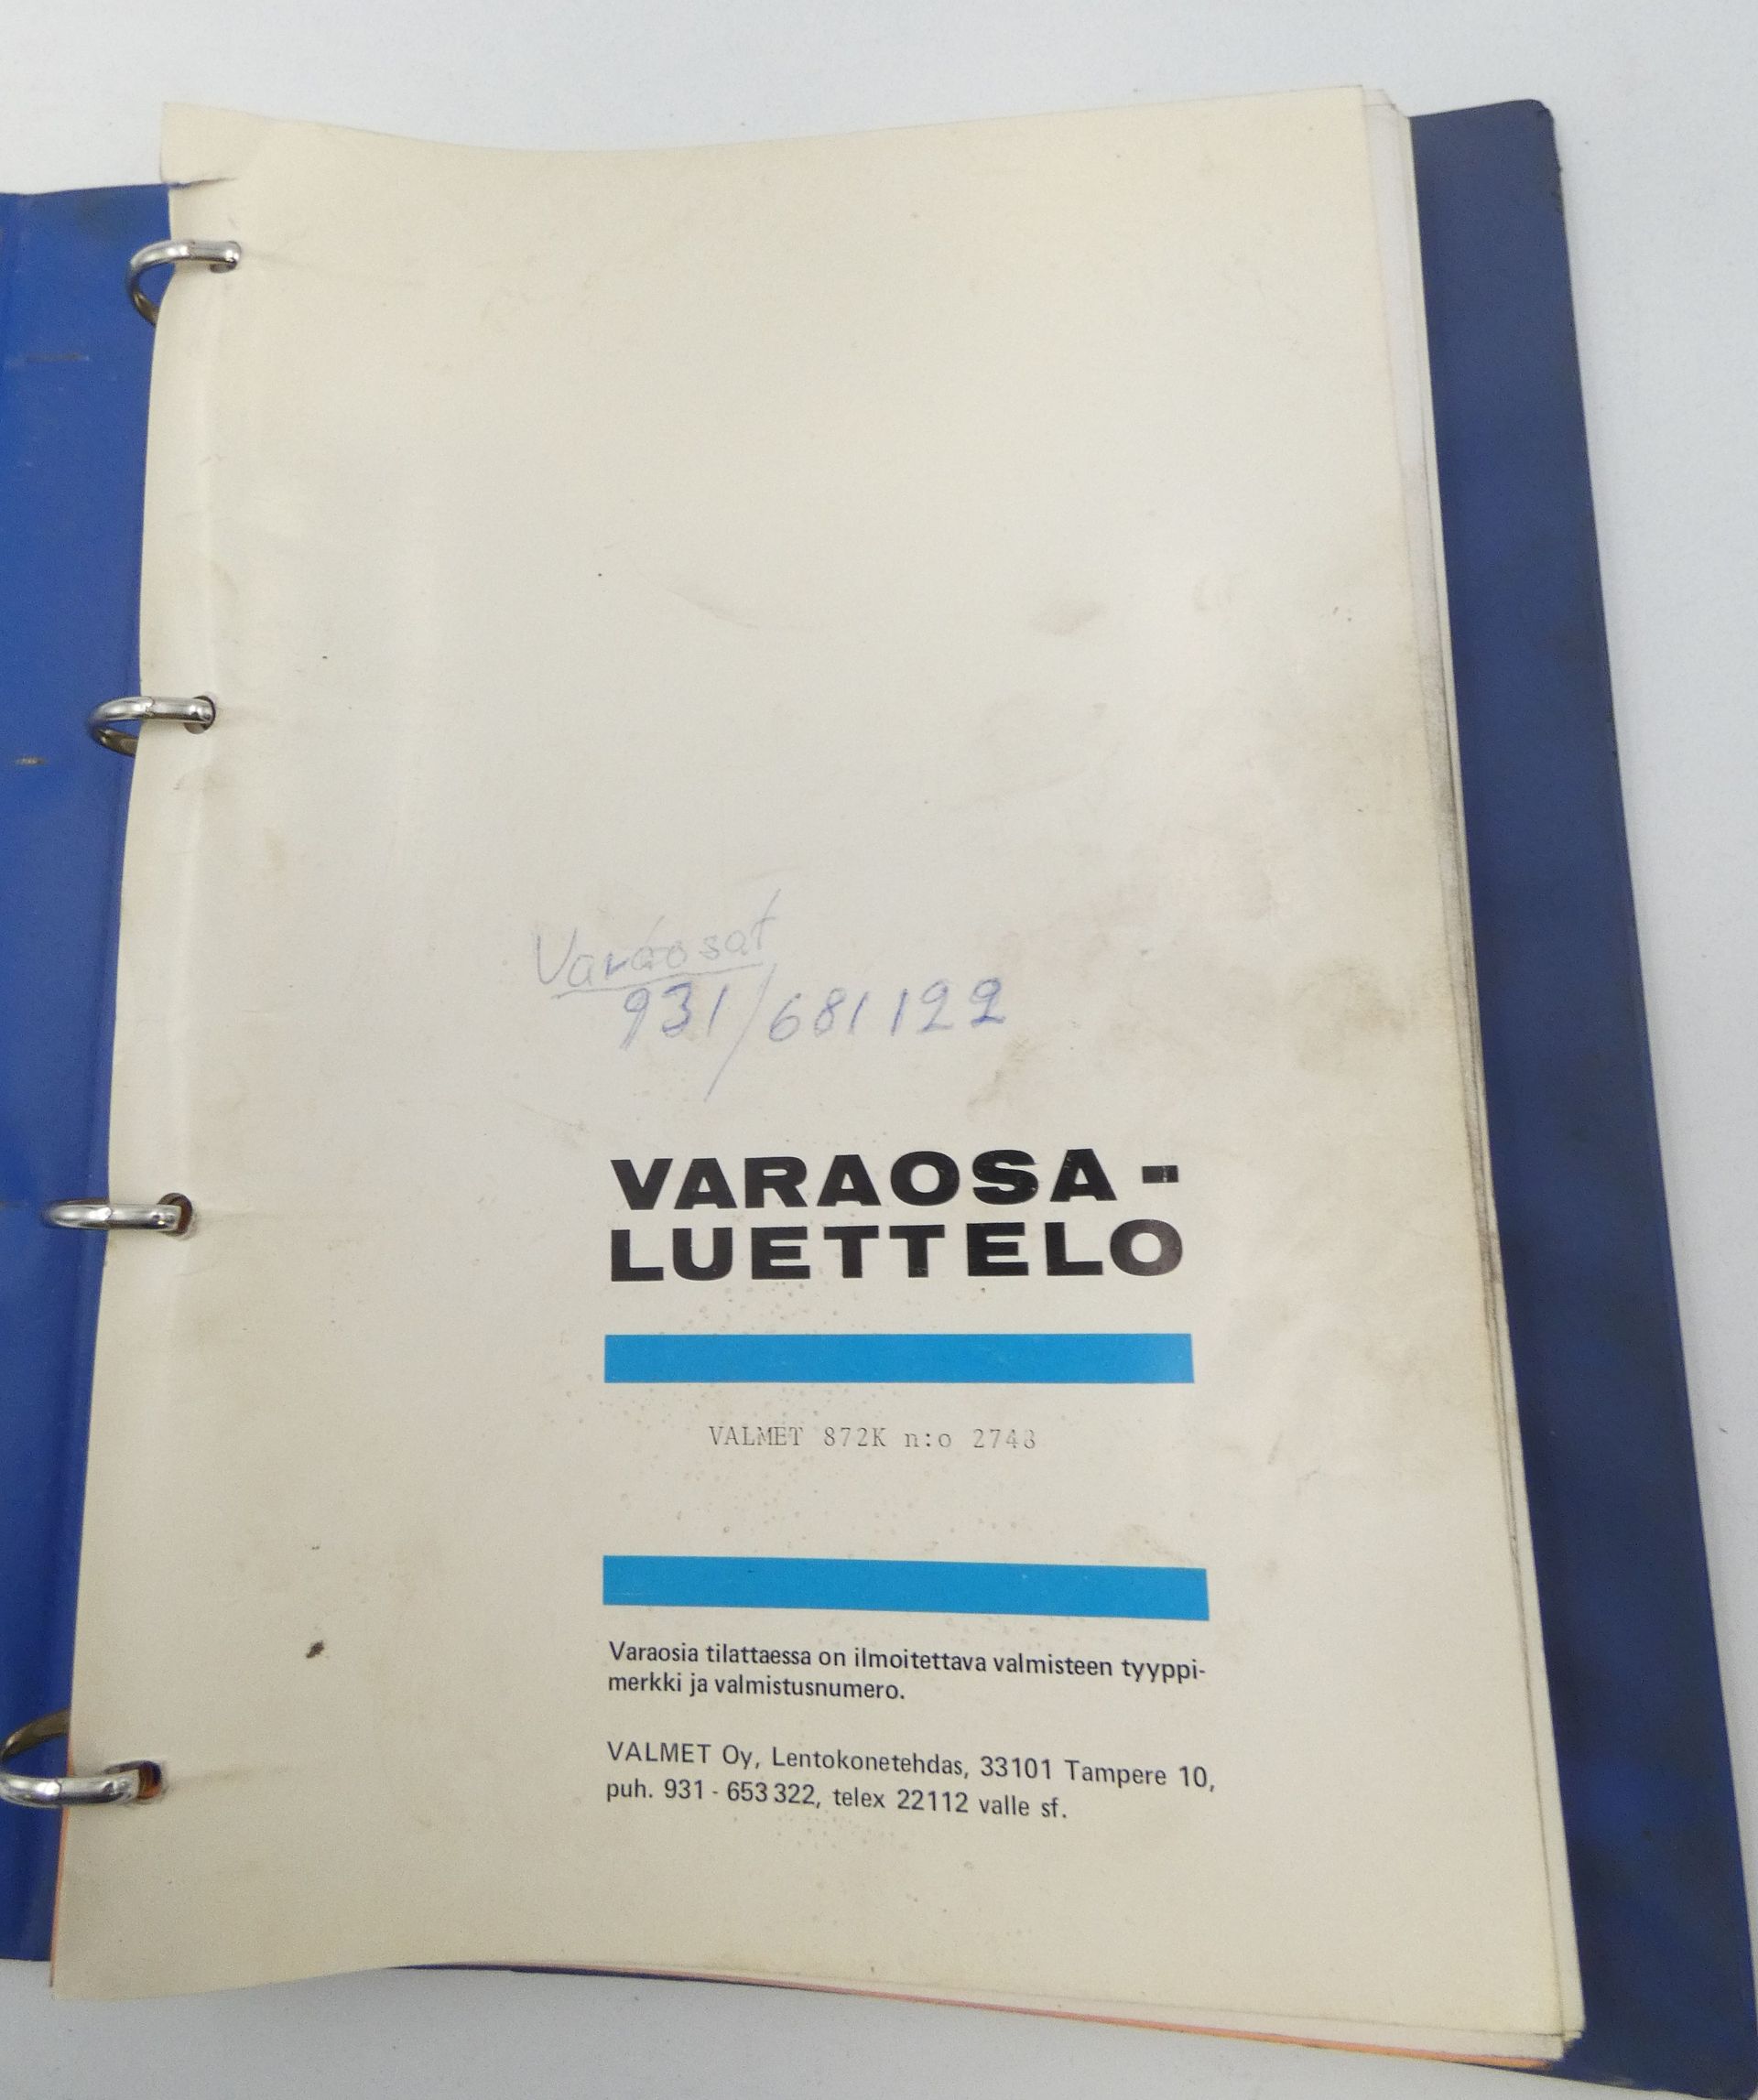 Varaosat
931/681122
VARAOSA-
LUETTELO
VALMET 872K n:o 2748
Varaosia tilattaessa on ilmoitettava valmisteen tyyppi-
merkki ja valmistusnumero.
VALMET Oy, Lentokonetehdas, 33101 Tampere 10,
puh. 931 - 653 322, telex 22112 valle sf.